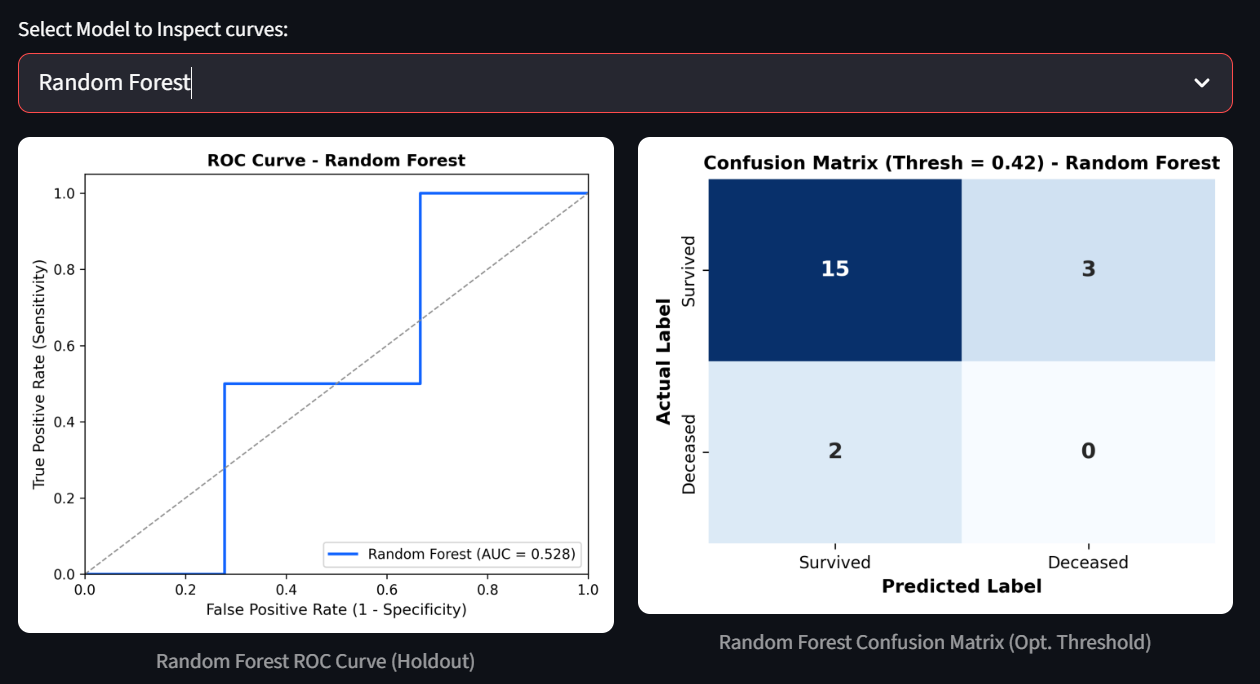 Select Model to Inspect curves:
Random Forest
ROC Curve - Random Forest
True Positive Rate (Sensitivity)
1.0
0.8
0.6
0.4
0.2
0.0
Random Forest (AUC = 0.528)
0.0 0.2 0.4 0.6 0.8 1.0
False Positive Rate (1 - Specificity)
Random Forest ROC Curve (Holdout)
Confusion Matrix (Thresh = 0.42) - Random Forest
Actual Label
Survived
15 3
Deceased
2 0
Survived Deceased
Predicted Label
Random Forest Confusion Matrix (Opt. Threshold)